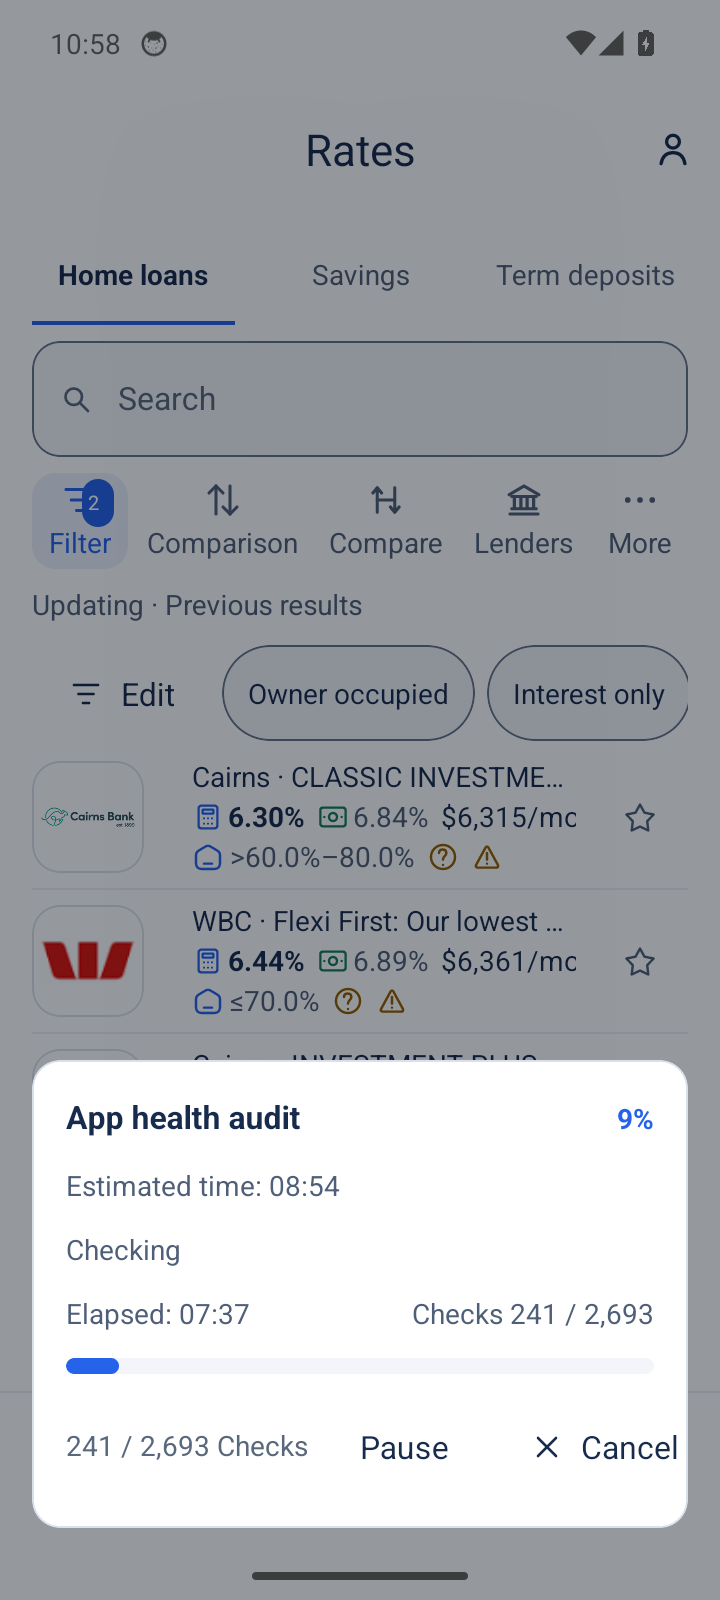 10:58
Rates
Home loans Savings Term deposits
Search
2
Filter Comparison Compare Lenders More
Updating · Previous results
Edit Owner occupied Interest only
Cairns · CLASSIC INVESTME...
Cairns Bank
6.30% 6.84% $6,315/mo
>60.0%–80.0%
WBC · Flexi First: Our lowest ...
6.44% 6.89% $6,361/mo
≤70.0%
App health audit 9%
Estimated time: 08:54
Checking
Elapsed: 07:37 Checks 241 / 2,693
241 / 2,693 Checks Pause Cancel